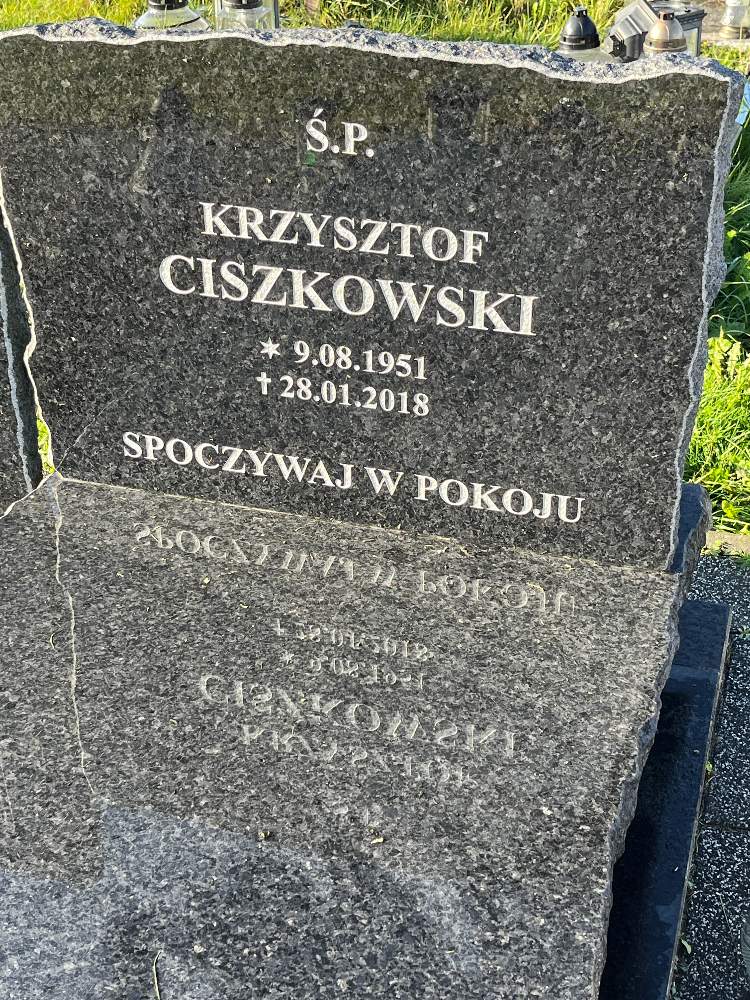 Ś.P.
KRZYSZTOF
CISZKOWSKI
* 9.08.1951
† 28.01.2018
SPOCZYWAJ W POKOJU